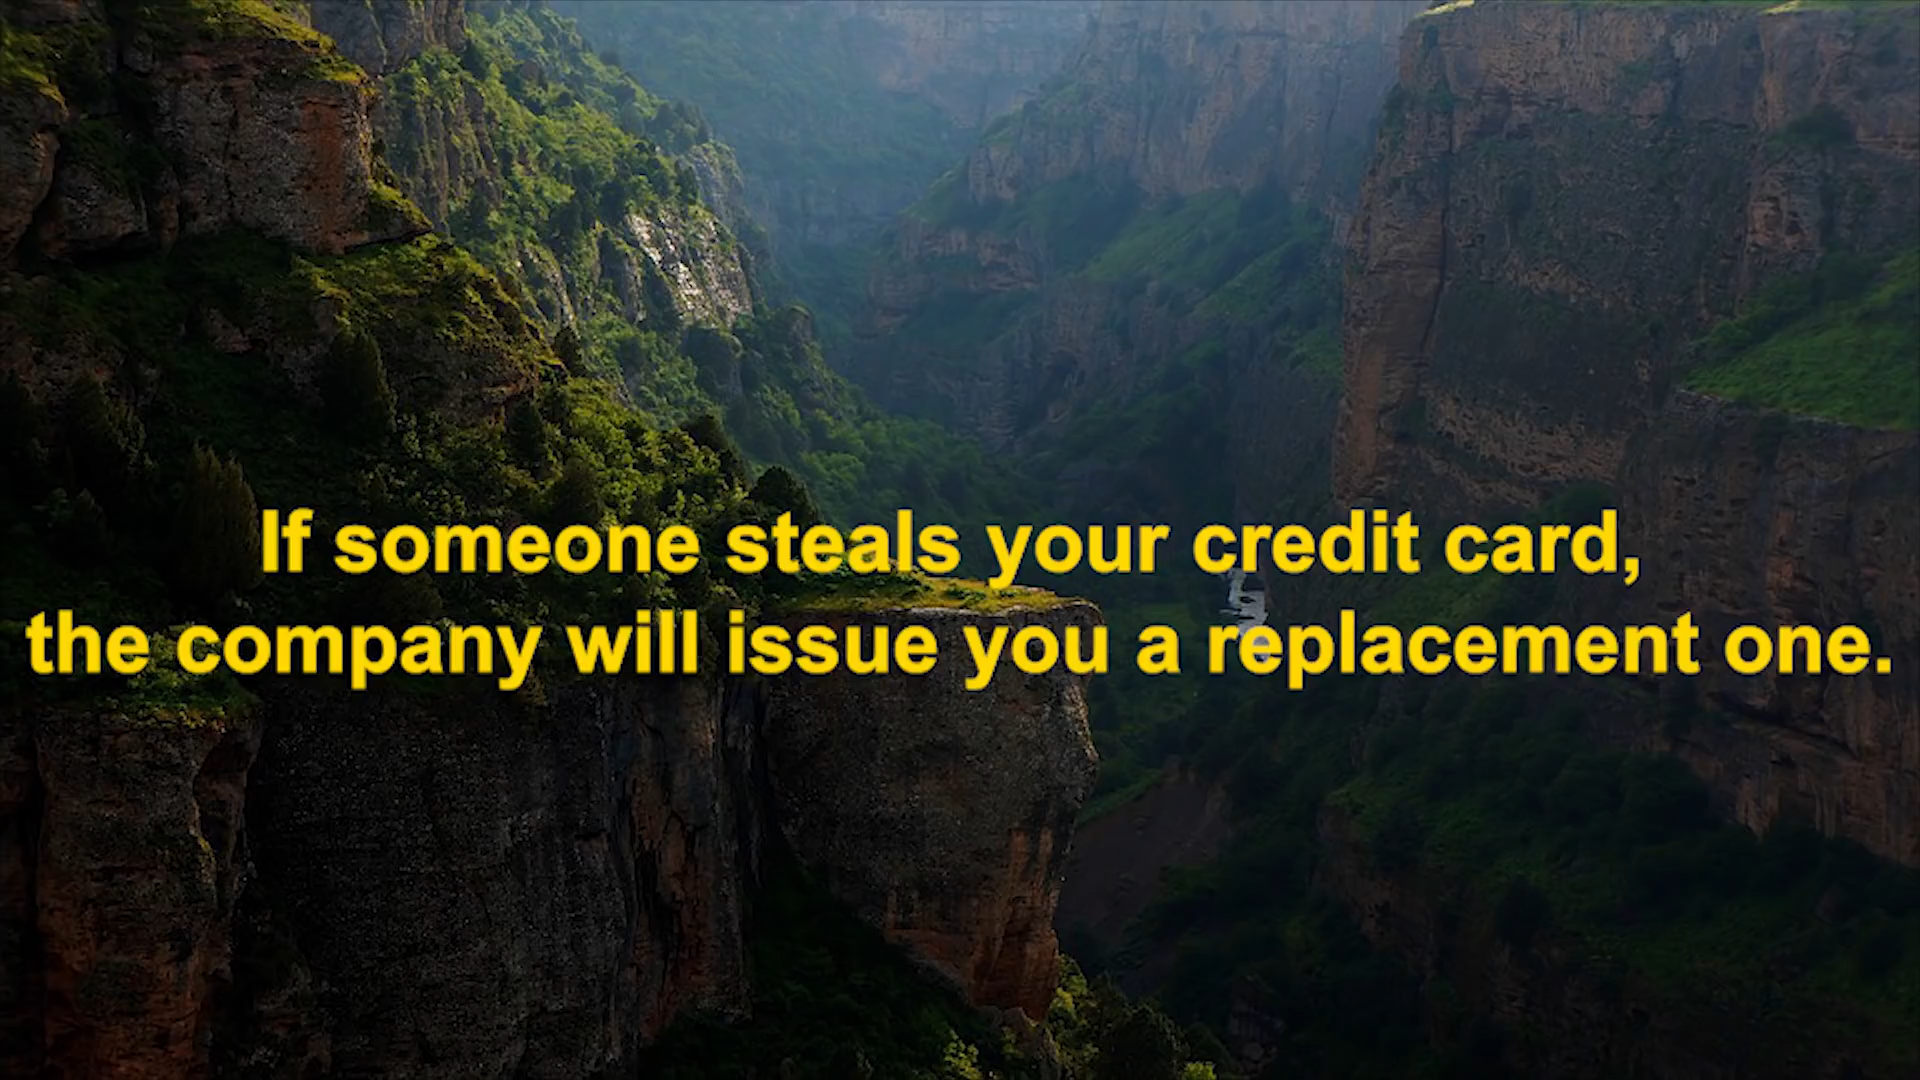 If someone steals your credit card,
the company will issue you a replacement one.